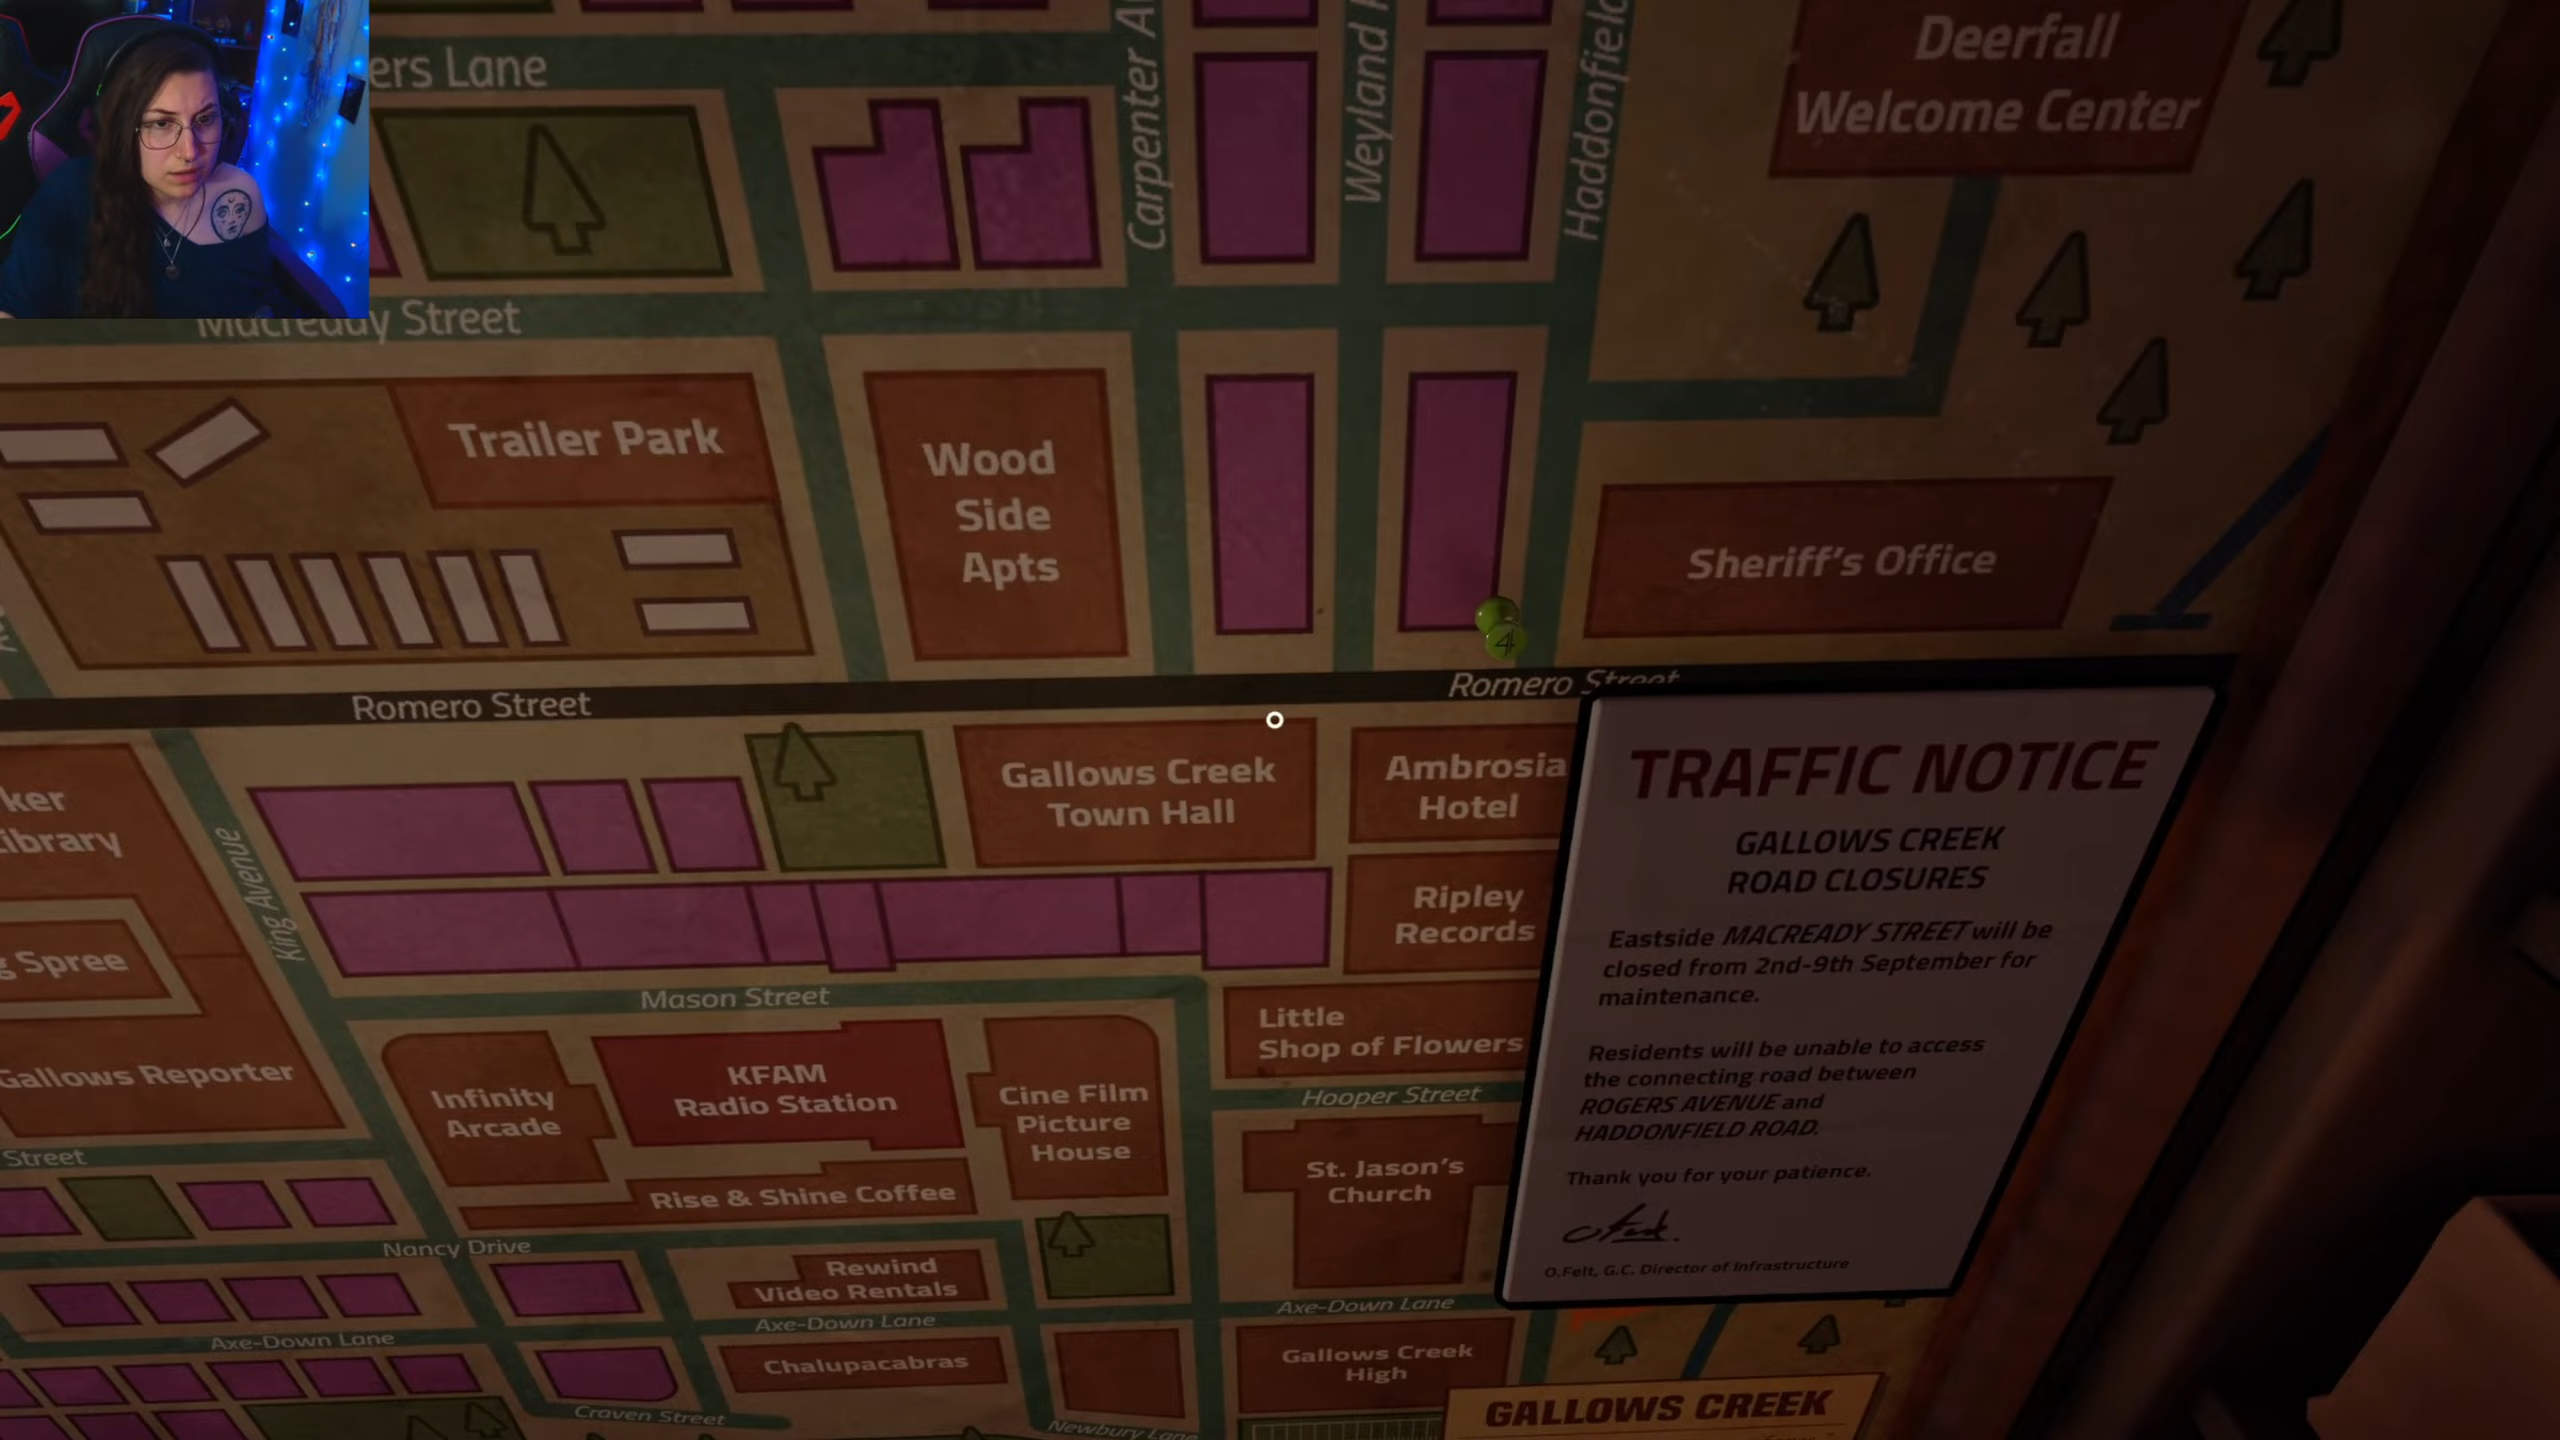 ers Lane
Carpenter
Weyland
Haddonfield
Deerfall
Welcome Center
Macready Street
Trailer Park
Wood
Side
Apts
Sheriff's Office
4
Romero Street
Romero Street
ker
Library
King Avenue
Gallows Creek
Town Hall
Ambrosia
Hotel
Ripley
Records
g Spree
Mason Street
Little
Shop of Flowers
Gallows Reporter
Infinity
Arcade
KFAM
Radio Station
Cine Film
Picture
House
Hooper Street
Street
Rise & Shine Coffee
St. Jason's
Church
Nancy Drive
Rewind
Video Rentals
Axe-Down Lane
Axe-Down Lane
Axe-Down Lane
Chalupacabras
Gallows Creek
High
Craven Street
Newbury Lane
TRAFFIC NOTICE
GALLOWS CREEK
ROAD CLOSURES
Eastside MACREADY STREET will be
closed from 2nd-9th September for
maintenance.
Residents will be unable to access
the connecting road between
ROGERS AVENUE and
HADDONFIELD ROAD.
Thank you for your patience.
O.Felt, G.C. Director of Infrastructure
GALLOWS CREEK